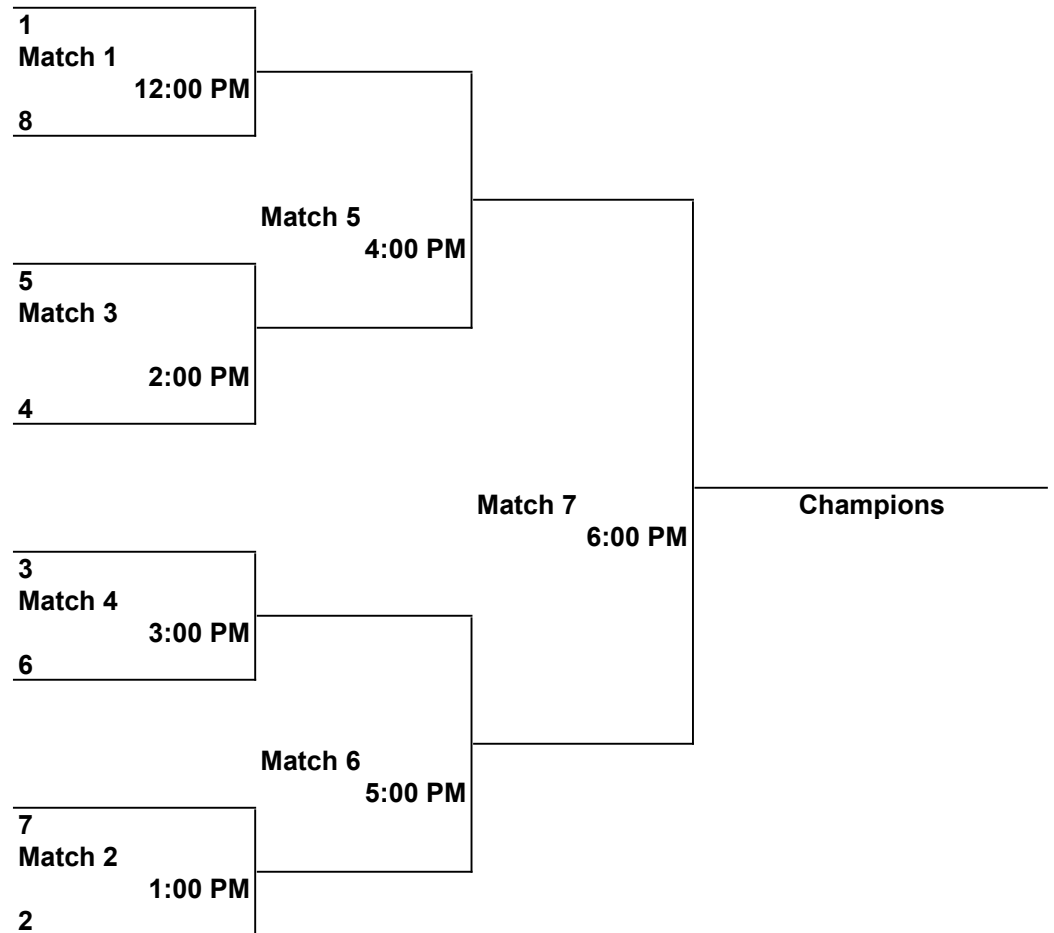 1
Match 1
12:00 PM
8
Match 5
4:00 PM
5
Match 3
2:00 PM
4
Match 7
6:00 PM
Champions
3
Match 4
3:00 PM
6
Match 6
5:00 PM
7
Match 2
1:00 PM
2